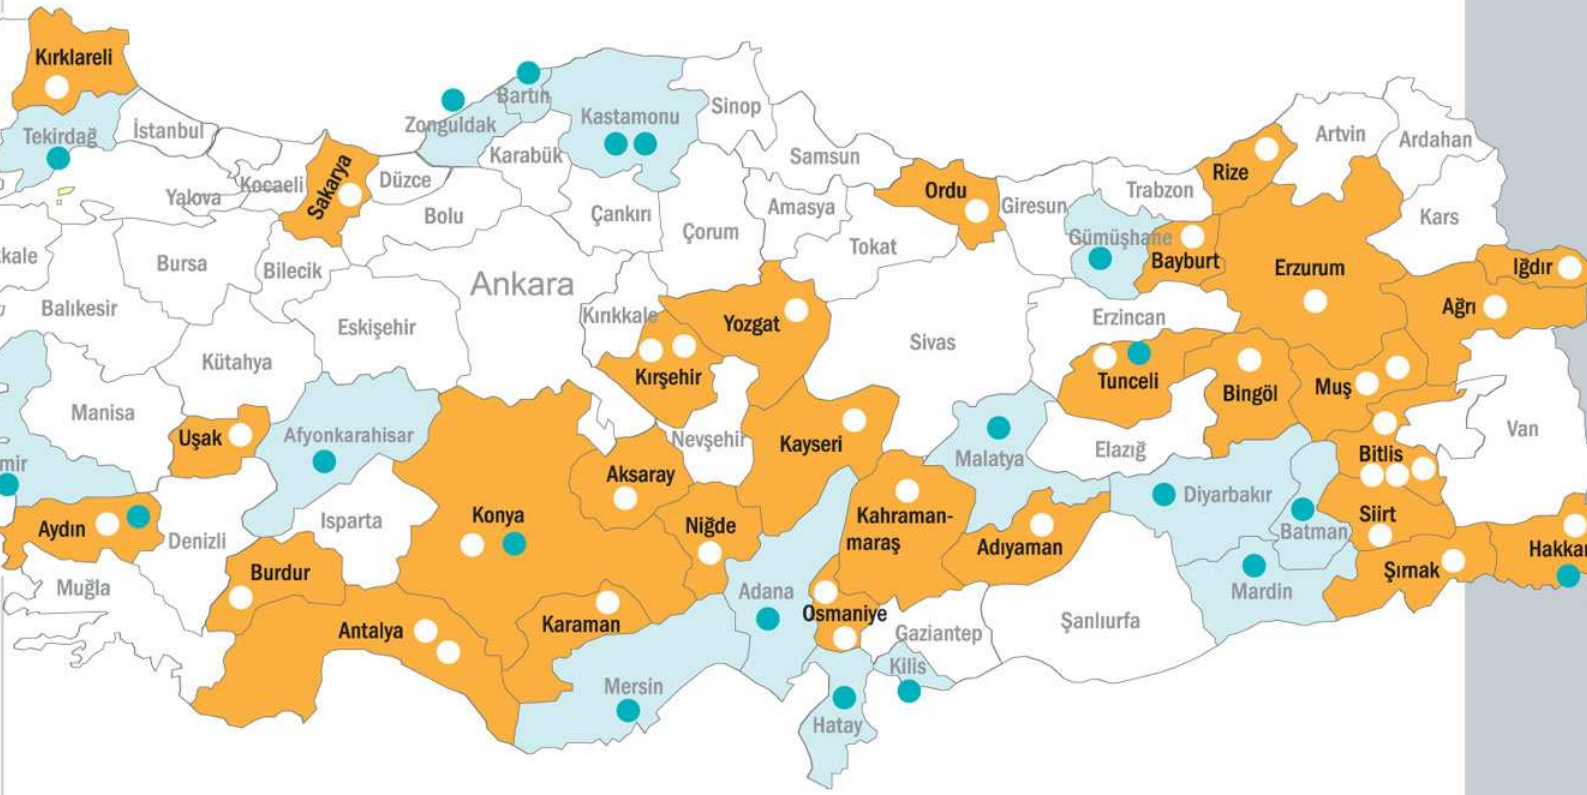 Kırklareli
Tekirdağ
İstanbul
Bartın
Zonguldak
Kastamonu
Sinop
Karabük
Samsun
Artvin
Ardahan
Yalova
Kocaeli
Sakarya
Düzce
Bolu
Çankırı
Çorum
Amasya
Tokat
Ordu
Giresun
Trabzon
Rize
Kars
Gümüşhane
Bayburt
Erzurum
Iğdır
Ağrı
kale
Bursa
Bilecik
Ankara
Balıkesir
Eskişehir
Kırıkkale
Yozgat
Sivas
Erzincan
Kütahya
Kırşehir
Tunceli
Bingöl
Muş
Manisa
Uşak
Afyonkarahisar
Nevşehir
Kayseri
Malatya
Elazığ
Bitlis
Van
mir
Aksaray
Aydın
Denizli
Isparta
Konya
Niğde
Kahraman-
maraş
Adıyaman
Diyarbakır
Batman
Siirt
Hakkar
Muğla
Burdur
Adana
Mardin
Şırnak
Antalya
Karaman
Osmaniye
Gaziantep
Şanlıurfa
Kilis
Mersin
Hatay